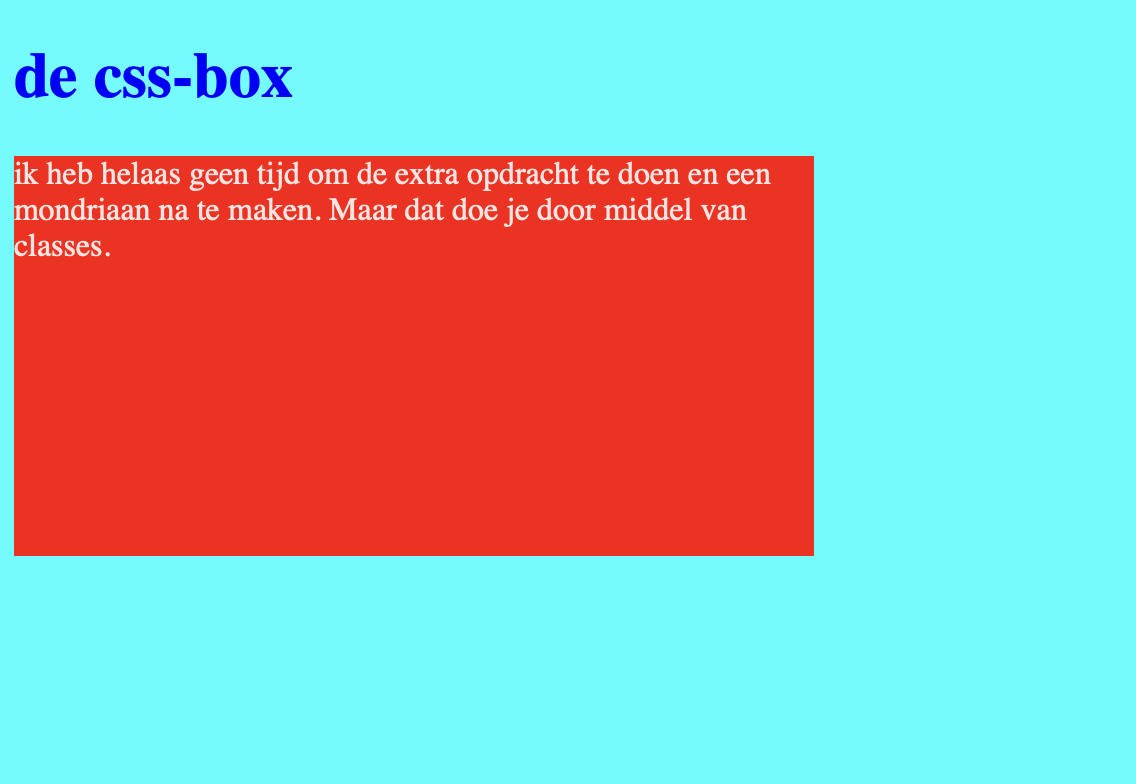 de css-box
ik heb helaas geen tijd om de extra opdracht te doen en een
mondriaan na te maken. Maar dat doe je door middel van
classes.